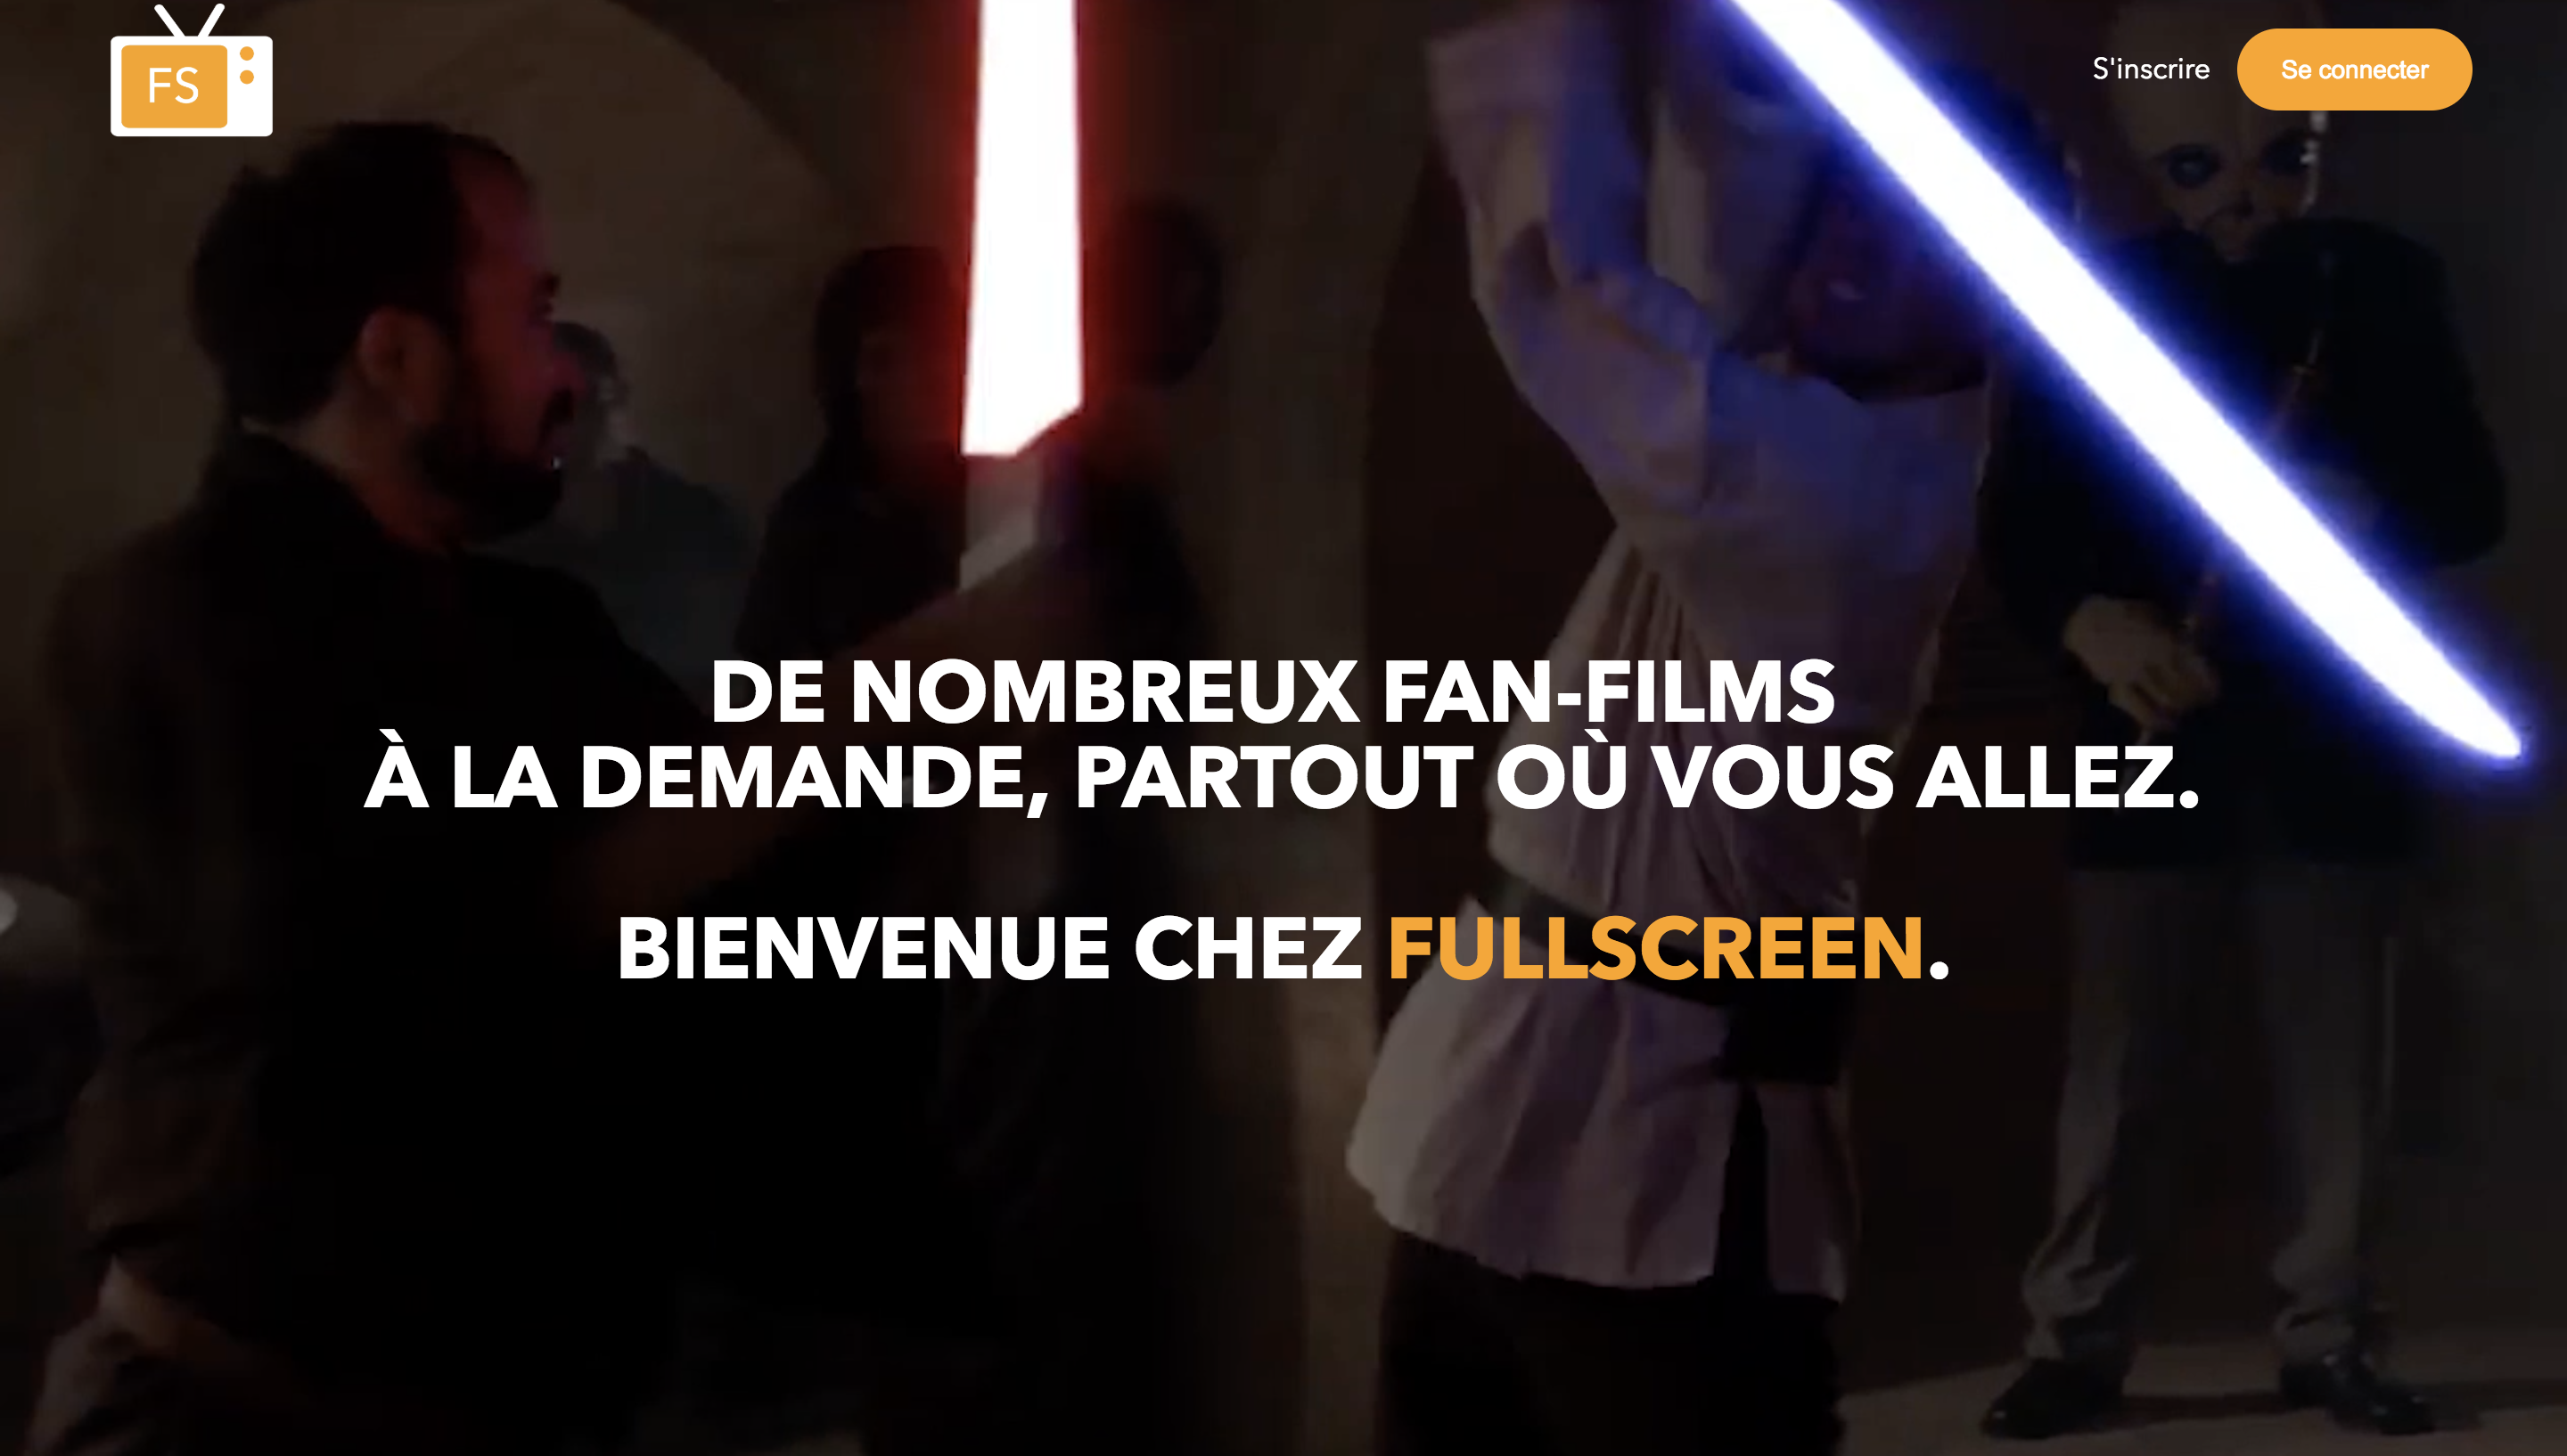 FS
S'inscrire
Se connecter
DE NOMBREUX FAN-FILMS
À LA DEMANDE, PARTOUT OÙ VOUS ALLEZ.
BIENVENUE CHEZ FULLSCREEN.